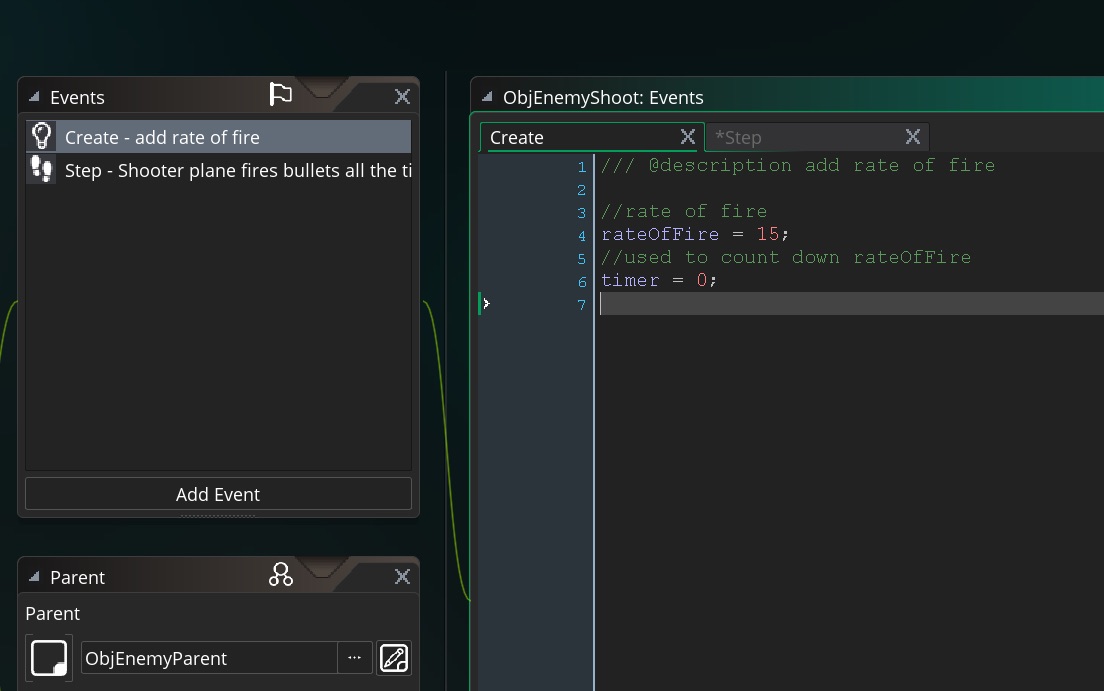 Events
Create - add rate of fire
Step - Shooter plane fires bullets all the ti
Add Event
Parent
Parent
ObjEnemyParent
...
ObjEnemyShoot: Events
Create
*Step
1 /// @description add rate of fire
2
3 //rate of fire
4 rateOfFire = 15;
5 //used to count down rateOfFire
6 timer = 0;
7